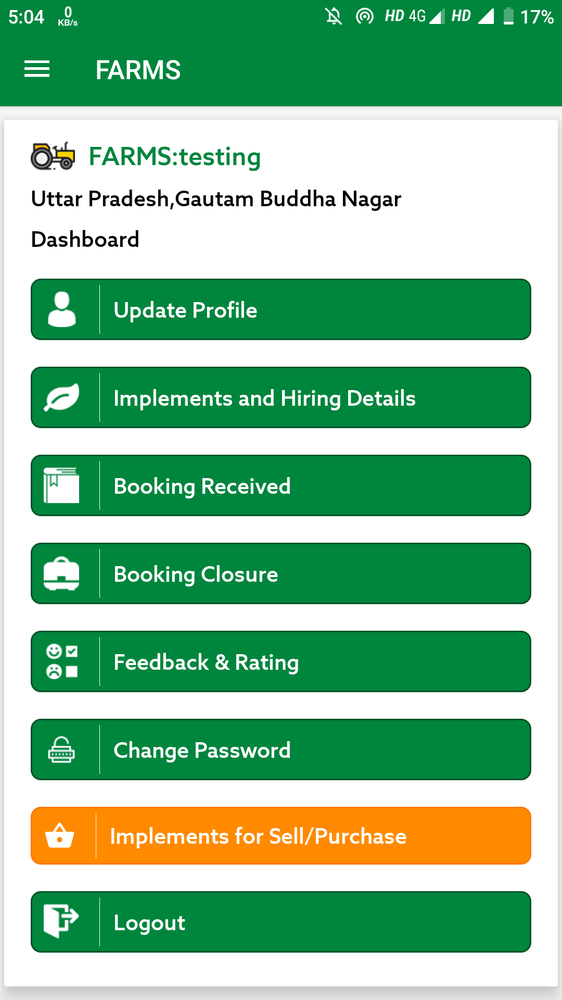 5:04 0 KB/s HD 4G HD 17%
FARMS
FARMS:testing
Uttar Pradesh,Gautam Buddha Nagar
Dashboard
Update Profile
Implements and Hiring Details
Booking Received
Booking Closure
Feedback & Rating
Change Password
Implements for Sell/Purchase
Logout